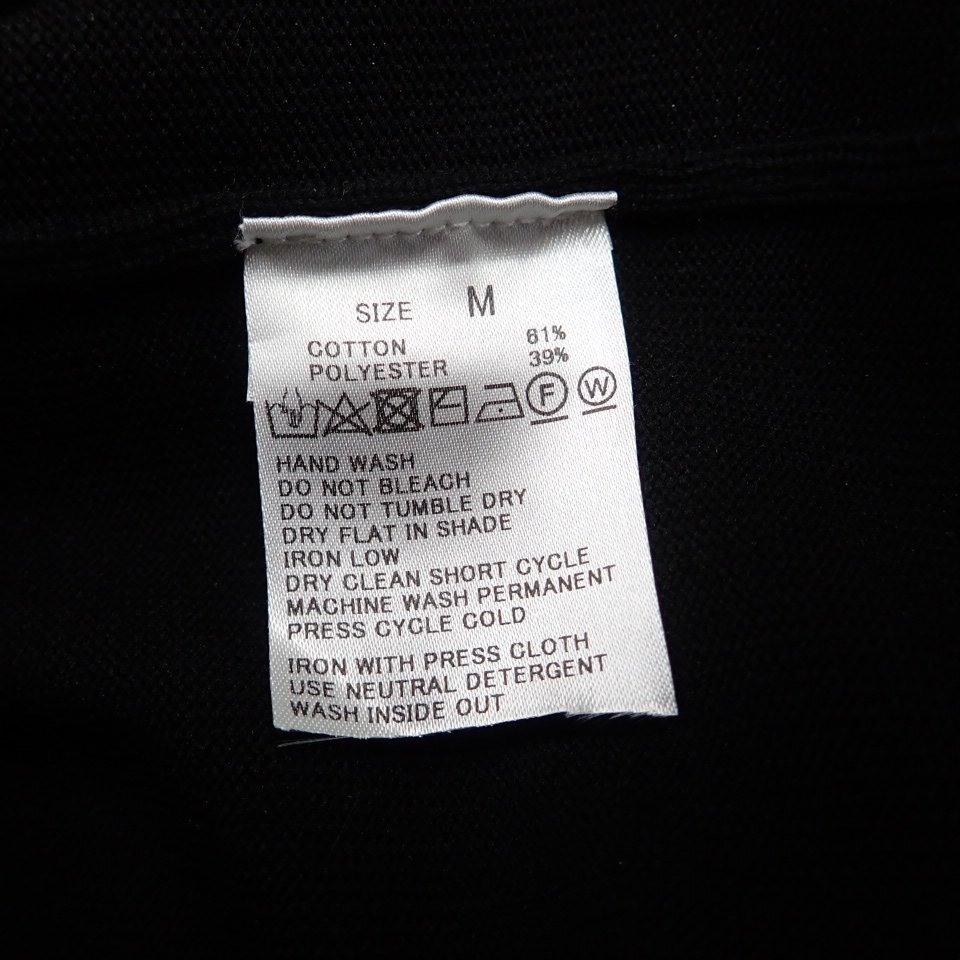 SIZE M
COTTON 61%
POLYESTER 39%
F W
HAND WASH
DO NOT BLEACH
DO NOT TUMBLE DRY
DRY FLAT IN SHADE
IRON LOW
DRY CLEAN SHORT CYCLE
MACHINE WASH PERMANENT
PRESS CYCLE COLD
IRON WITH PRESS CLOTH
USE NEUTRAL DETERGENT
WASH INSIDE OUT